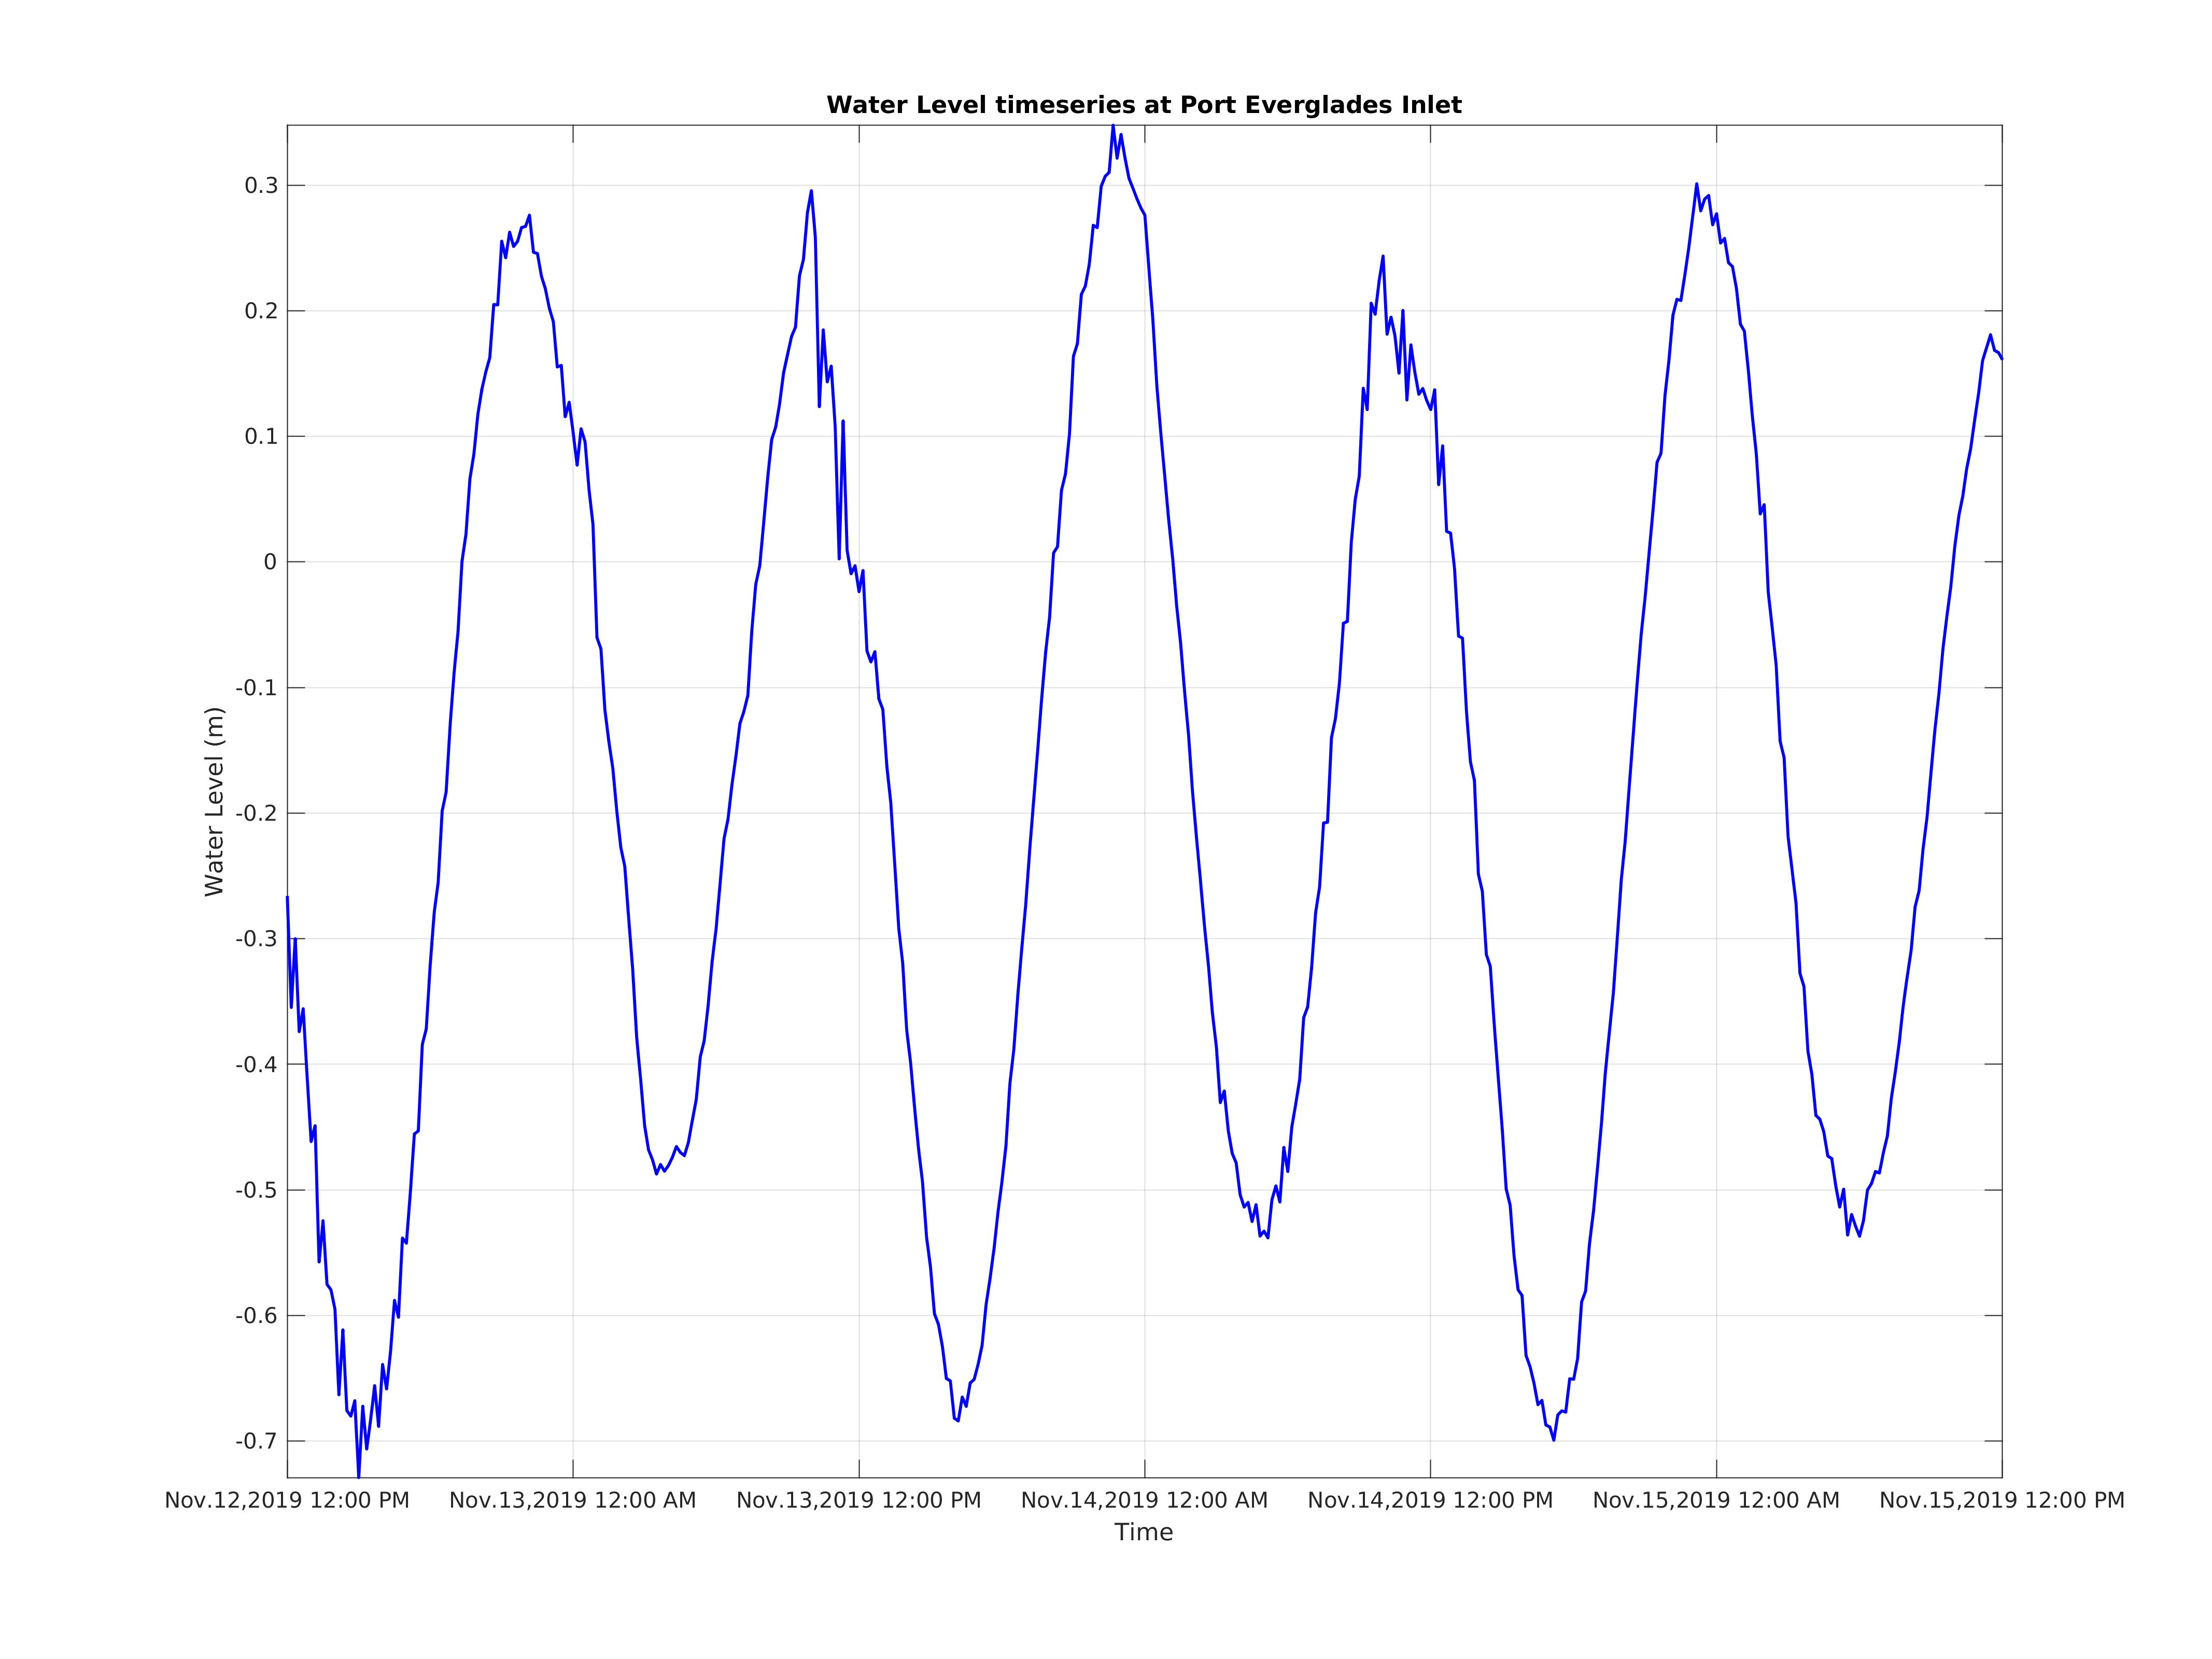 Water Level timeseries at Port Everglades Inlet
0.3
0.2
0.1
0
-0.1
-0.2
-0.3
-0.4
-0.5
-0.6
-0.7
Water Level (m)
Nov.12,2019 12:00 PM Nov.13,2019 12:00 AM Nov.13,2019 12:00 PM Nov.14,2019 12:00 AM Nov.14,2019 12:00 PM Nov.15,2019 12:00 AM Nov.15,2019 12:00 PM
Time